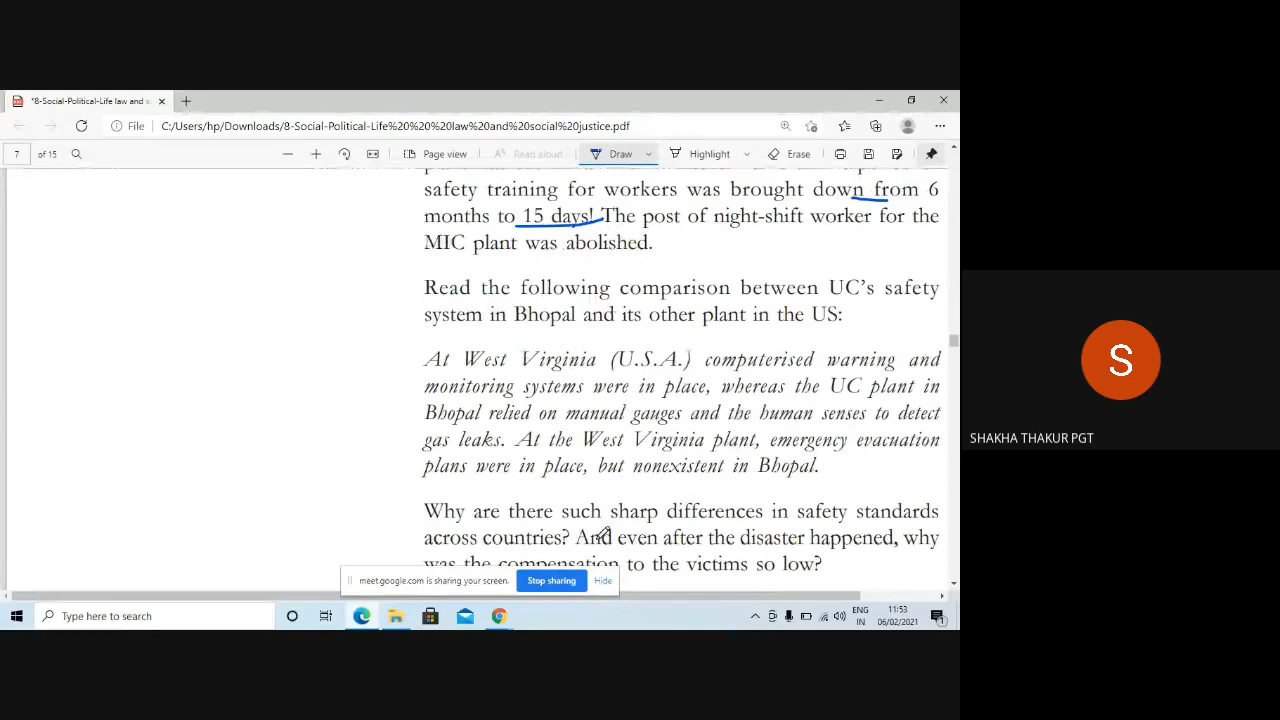 *8-Social-Political-Life law and s
File C:/Users/hp/Downloads/8-Social-Political-Life%20%20%20law%20and%20social%20justice.pdf
7 of 15 Page view Read aloud Draw Highlight Erase
safety training for workers was brought down from 6
months to 15 days! The post of night-shift worker for the
MIC plant was abolished.
Read the following comparison between UC's safety
system in Bhopal and its other plant in the US:
At West Virginia (U.S.A.) computerised warning and
monitoring systems were in place, whereas the UC plant in
Bhopal relied on manual gauges and the human senses to detect
gas leaks. At the West Virginia plant, emergency evacuation
plans were in place, but nonexistent in Bhopal.
Why are there such sharp differences in safety standards
across countries? And even after the disaster happened, why
was the compensation to the victims so low?
meet.google.com is sharing your screen. Stop sharing Hide
Type here to search
ENG
IN
11:53
06/02/2021
1
S
SHAKHA THAKUR PGT